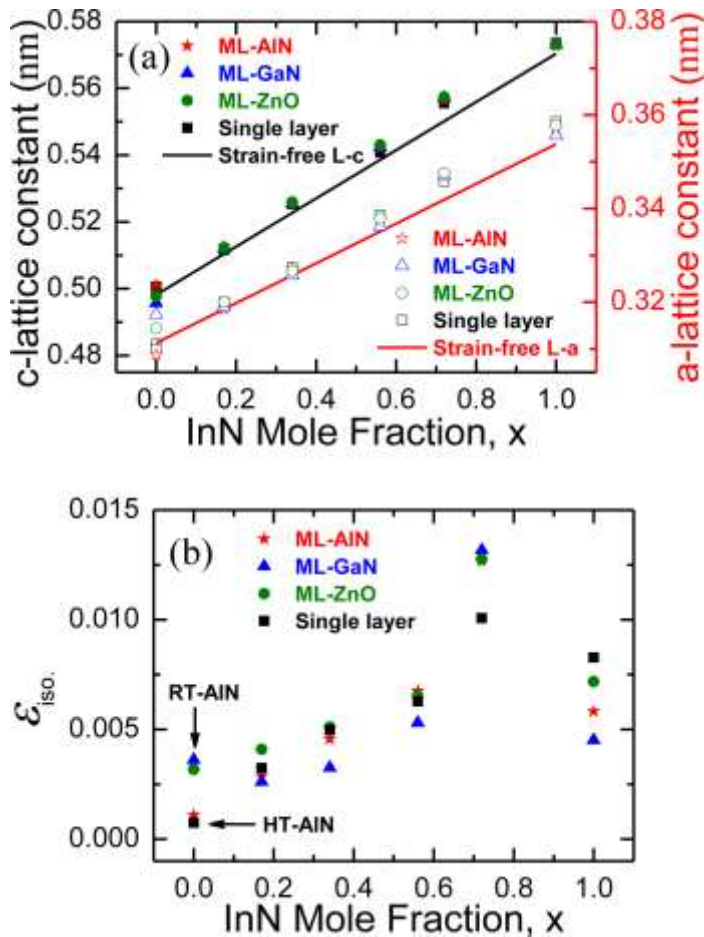 (a)
ML-AlN
ML-GaN
ML-ZnO
Single layer
Strain-free L-c
ML-AlN
ML-GaN
ML-ZnO
Single layer
Strain-free L-a
c-lattice constant (nm)
0.58
0.56
0.54
0.52
0.50
0.48
a-lattice constant (nm)
0.38
0.36
0.34
0.32
0.0 0.2 0.4 0.6 0.8 1.0
InN Mole Fraction, x
(b)
ML-AlN
ML-GaN
ML-ZnO
Single layer
RT-AlN
HT-AlN
εiso.
0.015
0.010
0.005
0.000
0.0 0.2 0.4 0.6 0.8 1.0
InN Mole Fraction, x